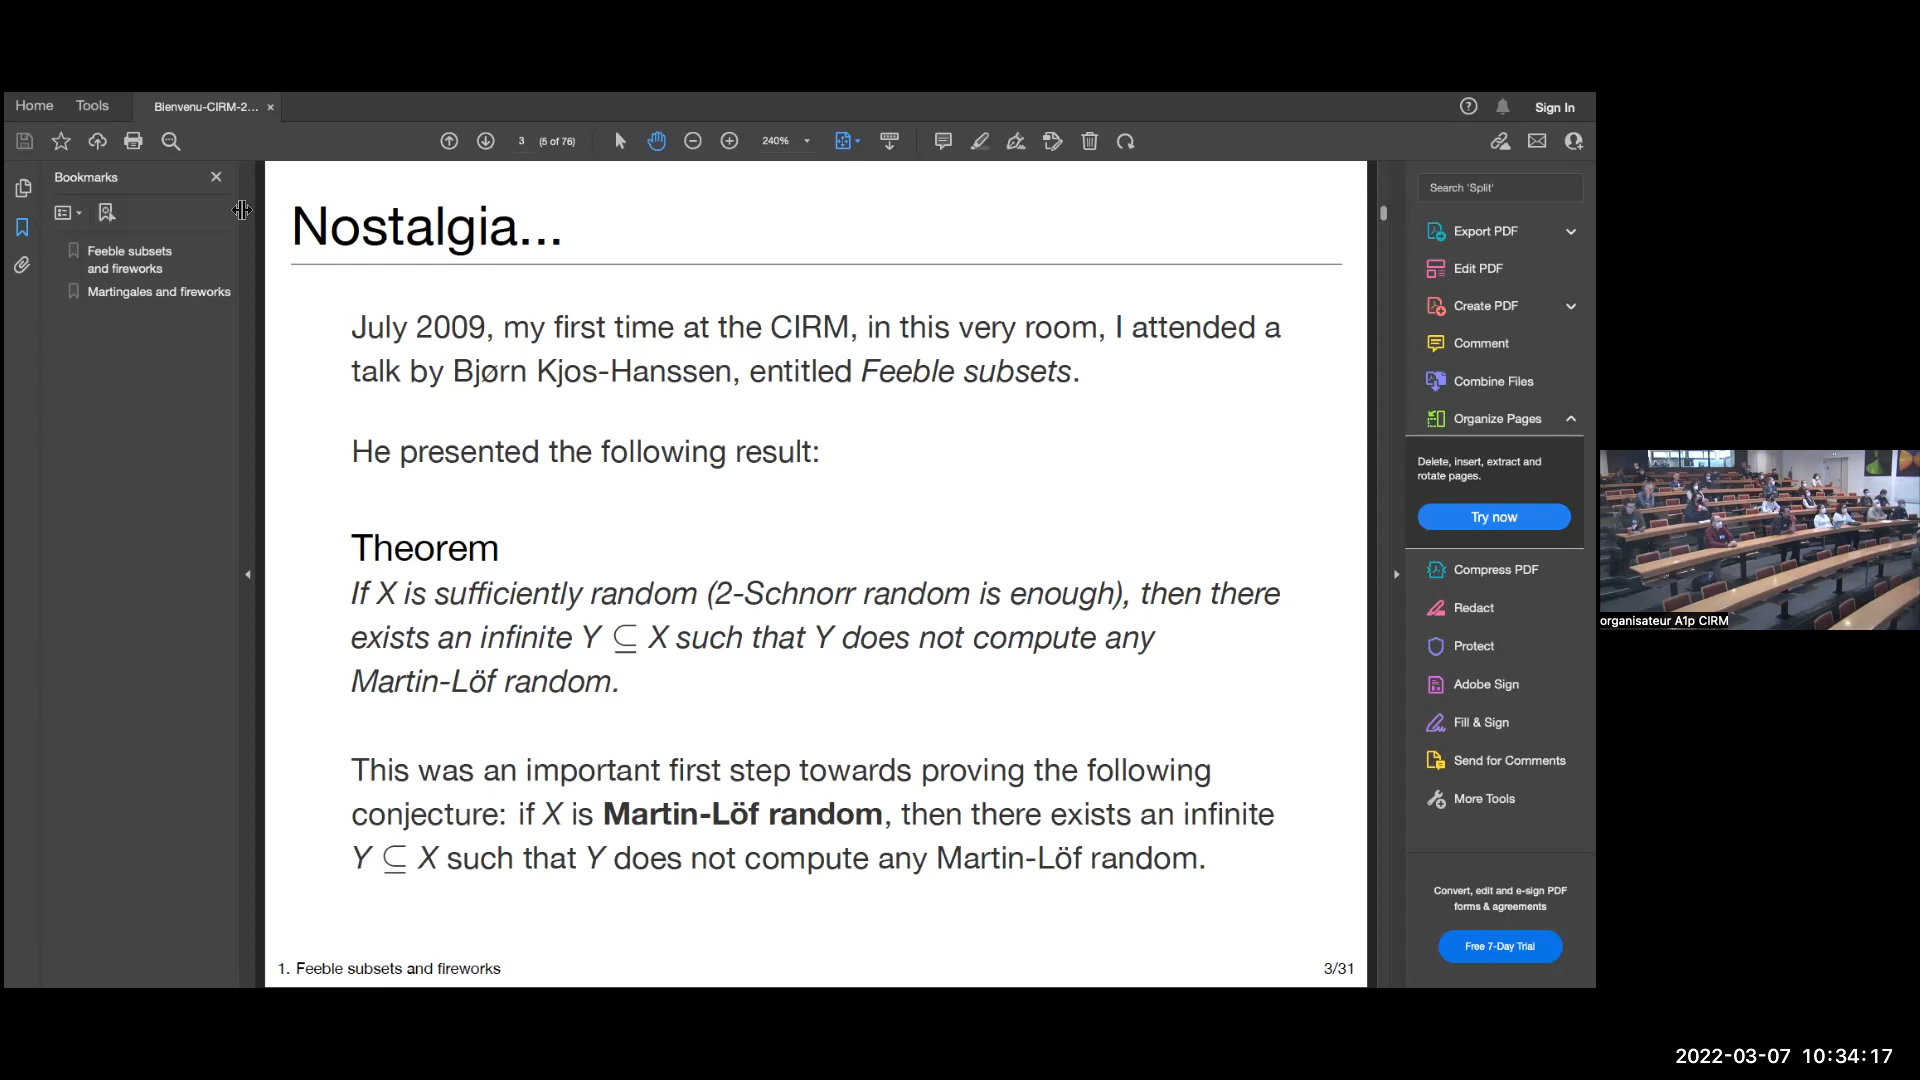 Home
Tools
Bienvenu-CIRM-2... ×
Sign In
3 (5 of 76)
240%
Bookmarks
Feeble subsets
and fireworks
Martingales and fireworks
Nostalgia...
July 2009, my first time at the CIRM, in this very room, I attended a
talk by Bjørn Kjos-Hanssen, entitled Feeble subsets.
He presented the following result:
Theorem
If X is sufficiently random (2-Schnorr random is enough), then there
exists an infinite Y ⊆ X such that Y does not compute any
Martin-Löf random.
This was an important first step towards proving the following
conjecture: if X is Martin-Löf random, then there exists an infinite
Y ⊆ X such that Y does not compute any Martin-Löf random.
1. Feeble subsets and fireworks
3/31
Search 'Split'
Export PDF
Edit PDF
Create PDF
Comment
Combine Files
Organize Pages
Delete, insert, extract and
rotate pages.
Try now
Compress PDF
Redact
Protect
Adobe Sign
Fill & Sign
Send for Comments
More Tools
Convert, edit and e-sign PDF
forms & agreements
Free 7-Day Trial
organisateur A1p CIRM
2022-03-07 10:34:17